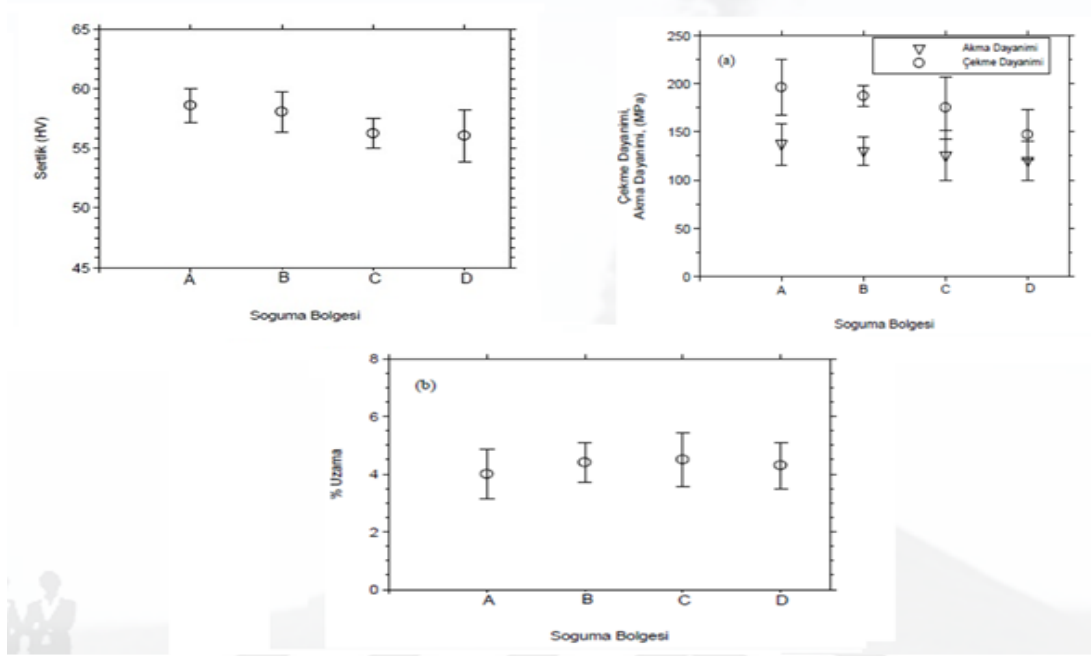 65
60
55
50
45
Sertlik (HV)
A B C D
Soguma Bolgesi
250
200
150
100
50
0
Çekme Dayanimi,
Akma Dayanimi, (MPa)
(a)
Akma Dayanimi
Çekme Dayanimi
A B C D
Soguma Bolgesi
8
6
4
2
0
% Uzama
(b)
A B C D
Soguma Bolgesi